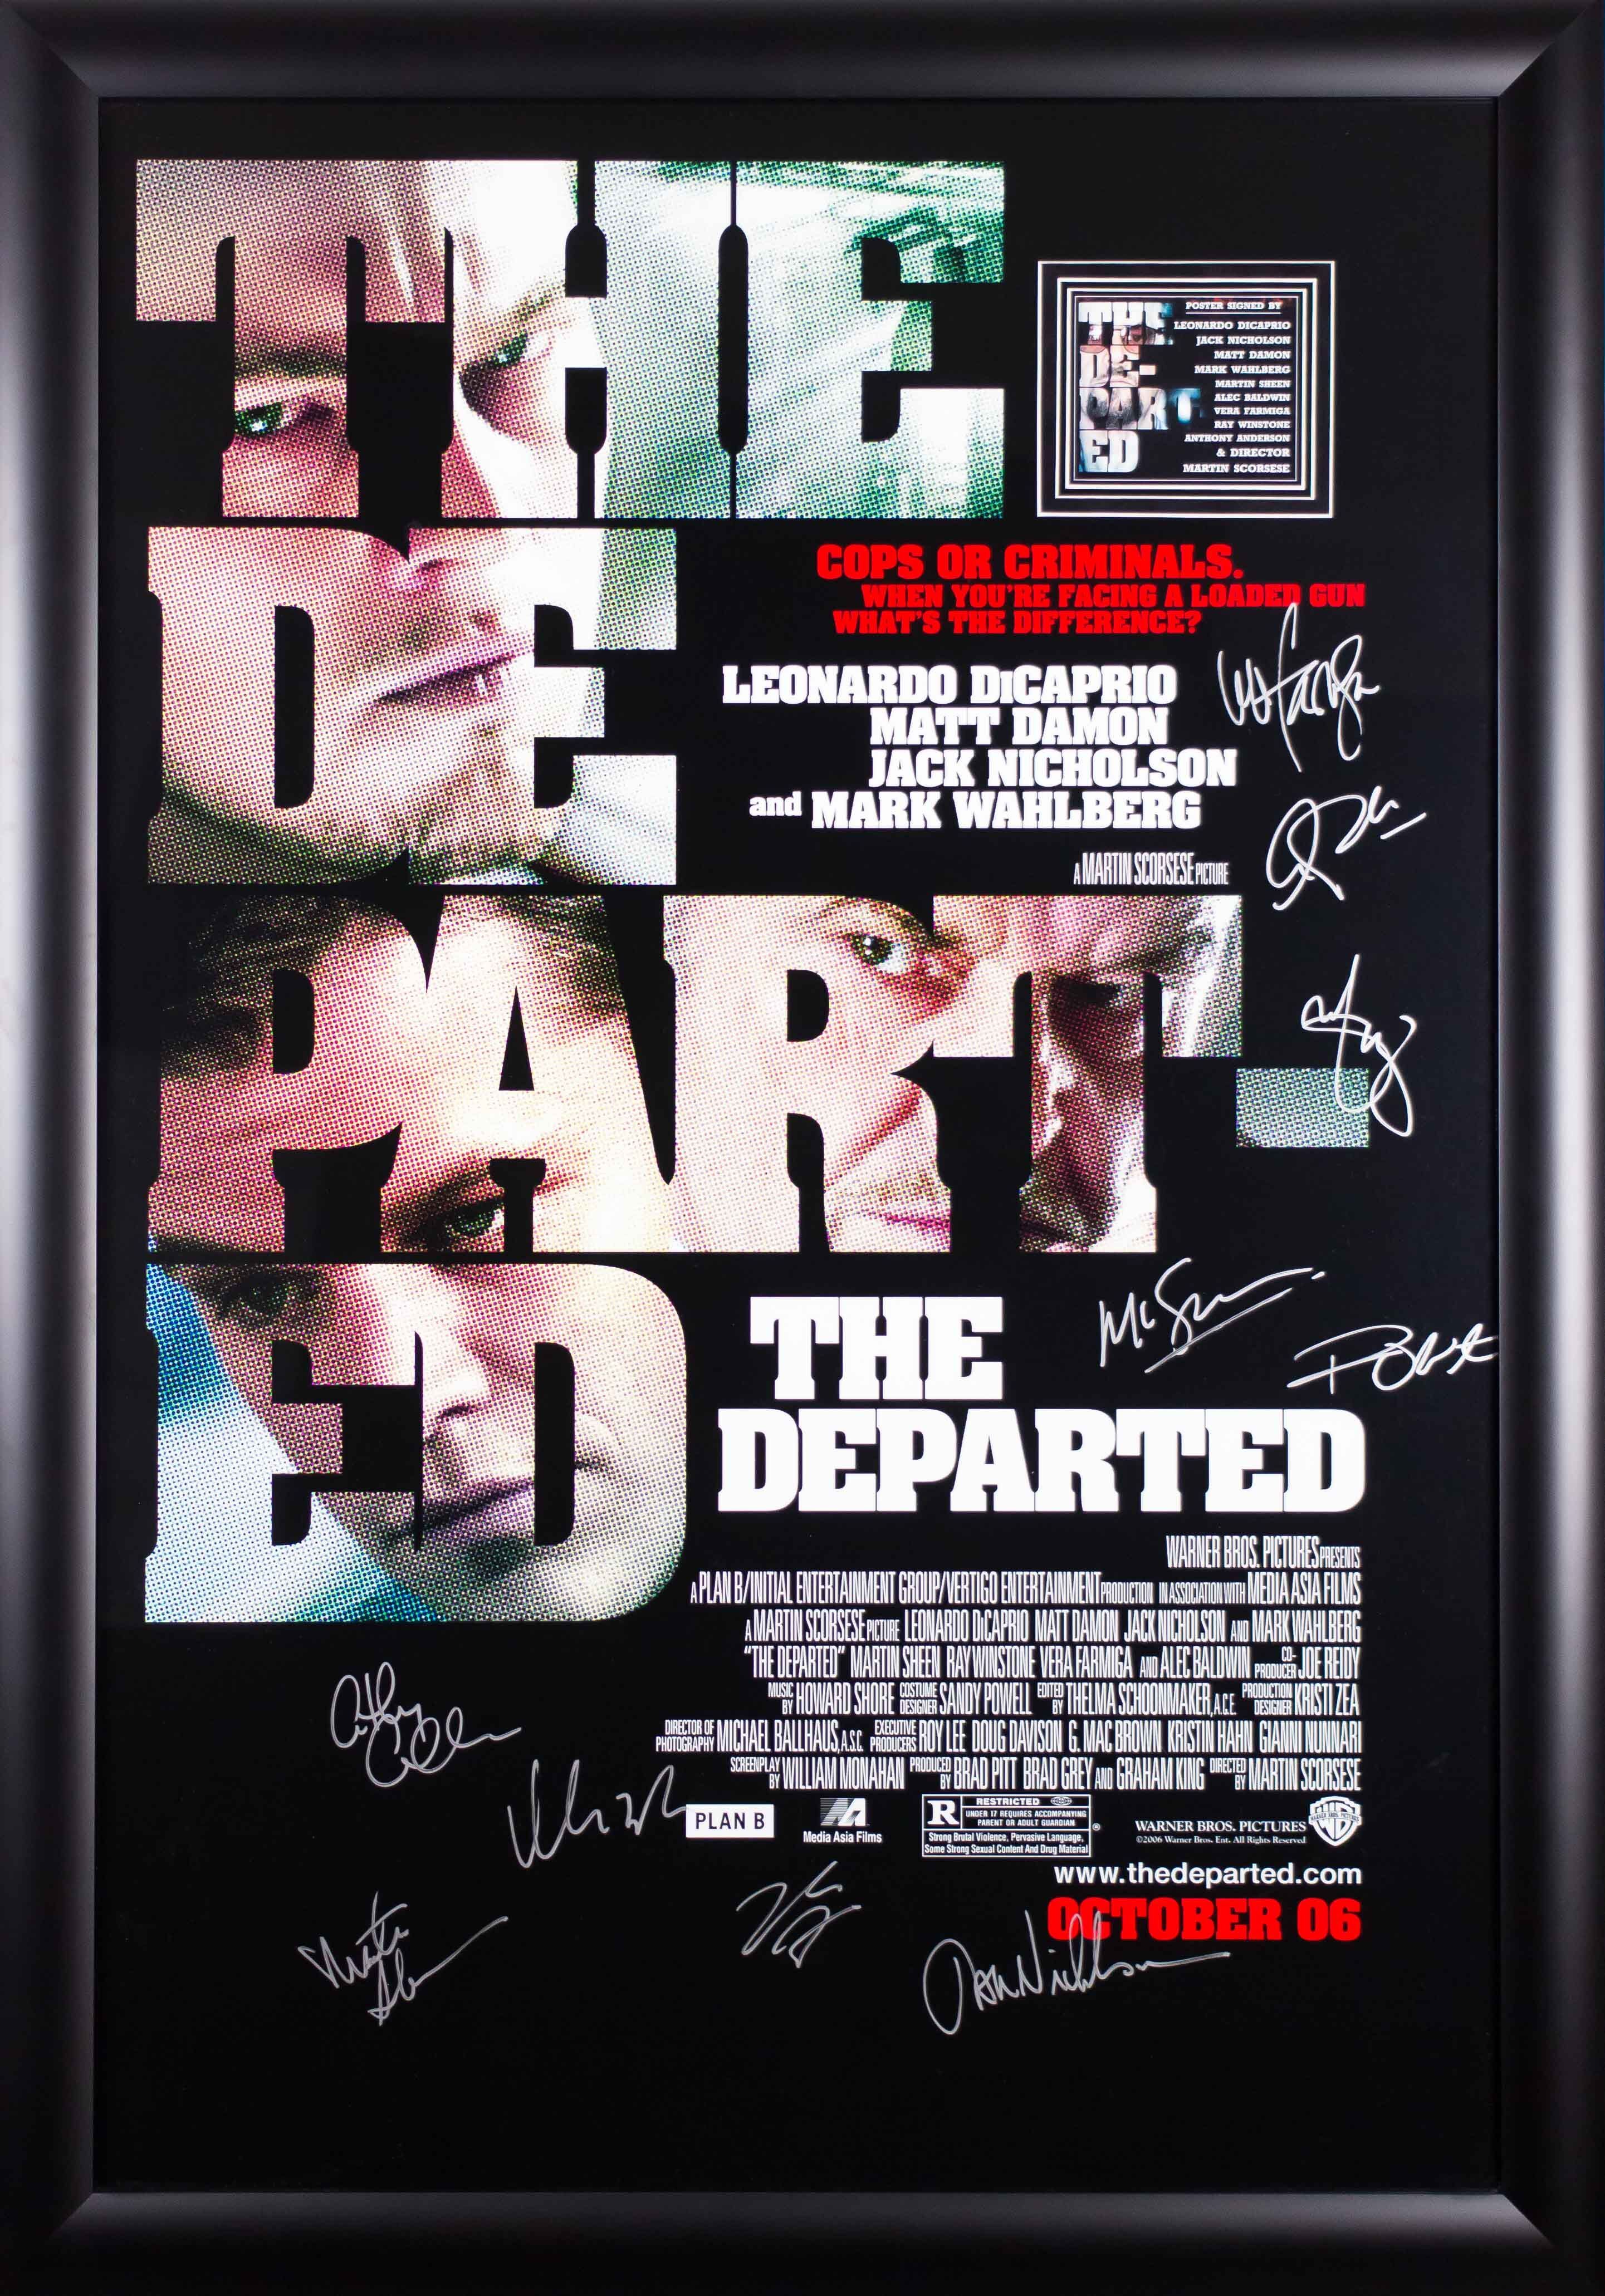 THE
DE
PART-
ED
POSTER SIGNED BY
LEONARDO DICAPRIO
JACK NICHOLSON
MATT DAMON
MARK WAHLBERG
MARTIN SHEEN
ALEC BALDWIN
VERA FARMIGA
RAY WINSTONE
ANTHONY ANDERSON
& DIRECTOR
MARTIN SCORSESE
THE
DE-
PART-
ED
COPS OR CRIMINALS.
WHEN YOU'RE FACING A LOADED GUN
WHAT'S THE DIFFERENCE?
LEONARDO DiCAPRIO
MATT DAMON
JACK NICHOLSON
and MARK WAHLBERG
A MARTIN SCORSESE PICTURE
THE
DEPARTED
WARNER BROS. PICTURES PRESENTS
A PLAN B/INITIAL ENTERTAINMENT GROUP/VERTIGO ENTERTAINMENT PRODUCTION IN ASSOCIATION WITH MEDIA ASIA FILMS
A MARTIN SCORSESE PICTURE LEONARDO DiCAPRIO MATT DAMON JACK NICHOLSON AND MARK WAHLBERG
"THE DEPARTED" MARTIN SHEEN RAY WINSTONE VERA FARMIGA AND ALEC BALDWIN CO-PRODUCER JOE REIDY
MUSIC BY HOWARD SHORE COSTUME DESIGNER SANDY POWELL EDITED BY THELMA SCHOONMAKER, A.C.E. PRODUCTION DESIGNER KRISTI ZEA
DIRECTOR OF PHOTOGRAPHY MICHAEL BALLHAUS, A.S.C. EXECUTIVE PRODUCERS ROY LEE DOUG DAVISON G. MAC BROWN KRISTIN HAHN GIANNI NUNNARI
SCREENPLAY BY WILLIAM MONAHAN PRODUCED BY BRAD PITT BRAD GREY AND GRAHAM KING DIRECTED BY MARTIN SCORSESE
PLAN B
Media Asia Films
R RESTRICTED
UNDER 17 REQUIRES ACCOMPANYING
PARENT OR ADULT GUARDIAN
Strong Brutal Violence, Pervasive Language,
Some Strong Sexual Content And Drug Material
®
WARNER BROS. PICTURES
©2006 Warner Bros. Ent. All Rights Reserved
WB
www.thedeparted.com
OCTOBER 06
Jack Nicholson